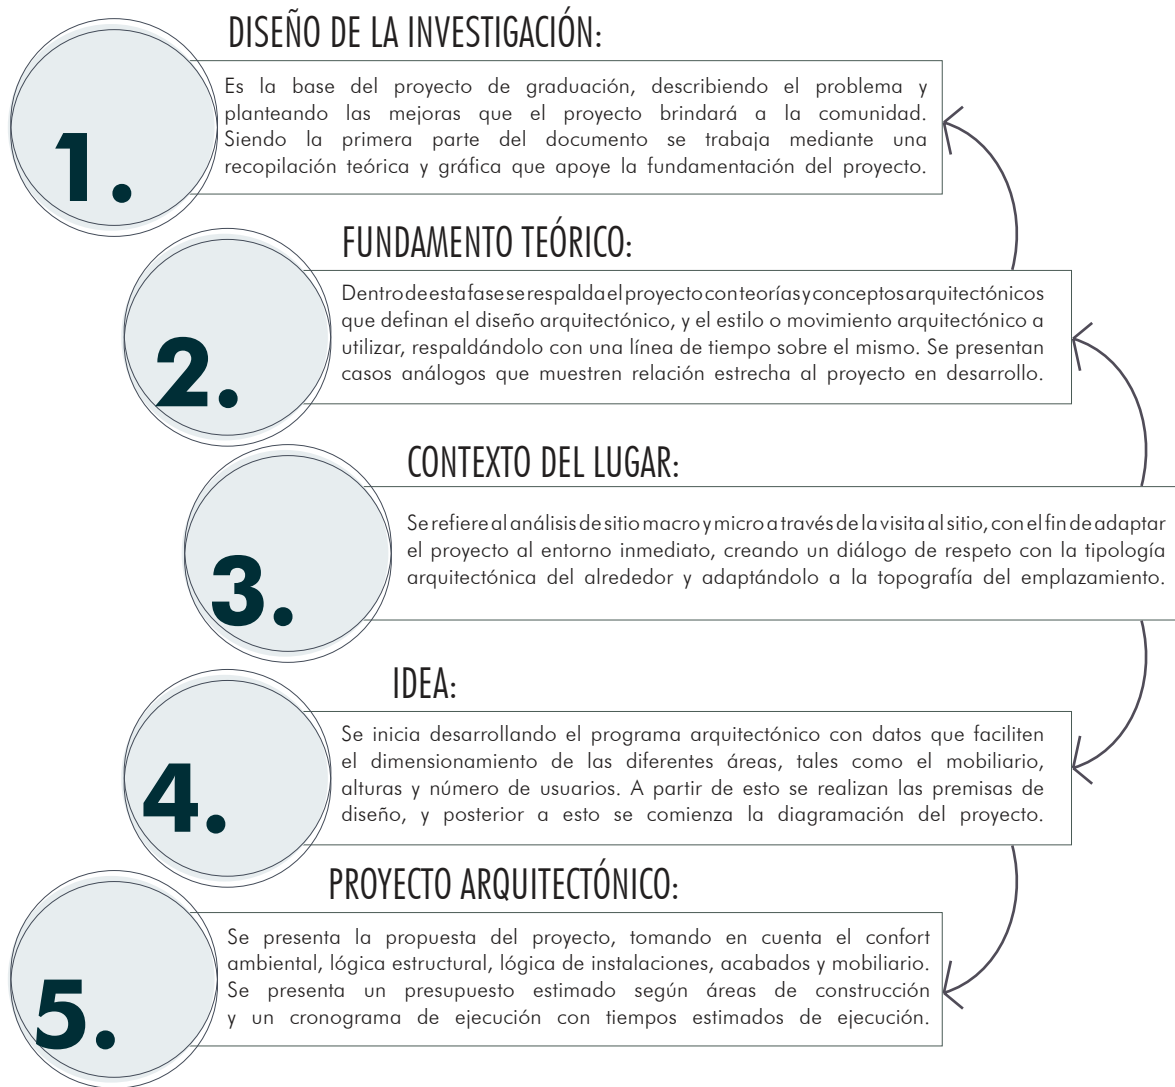 DISEÑO DE LA INVESTIGACIÓN:
1.
Es la base del proyecto de graduación, describiendo el problema y
planteando las mejoras que el proyecto brindará a la comunidad.
Siendo la primera parte del documento se trabaja mediante una
recopilación teórica y gráfica que apoye la fundamentación del proyecto.
FUNDAMENTO TEÓRICO:
2.
Dentro de esta fase se respalda el proyecto con teorías y conceptos arquitectónicos
que definan el diseño arquitectónico, y el estilo o movimiento arquitectónico a
utilizar, respaldándolo con una línea de tiempo sobre el mismo. Se presentan
casos análogos que muestren relación estrecha al proyecto en desarrollo.
CONTEXTO DEL LUGAR:
3.
Se refiere al análisis de sitio macro y micro a través de la visita al sitio, con el fin de adaptar
el proyecto al entorno inmediato, creando un diálogo de respeto con la tipología
arquitectónica del alrededor y adaptándolo a la topografía del emplazamiento.
IDEA:
4.
Se inicia desarrollando el programa arquitectónico con datos que faciliten
el dimensionamiento de las diferentes áreas, tales como el mobiliario,
alturas y número de usuarios. A partir de esto se realizan las premisas de
diseño, y posterior a esto se comienza la diagramación del proyecto.
PROYECTO ARQUITECTÓNICO:
5.
Se presenta la propuesta del proyecto, tomando en cuenta el confort
ambiental, lógica estructural, lógica de instalaciones, acabados y mobiliario.
Se presenta un presupuesto estimado según áreas de construcción
y un cronograma de ejecución con tiempos estimados de ejecución.